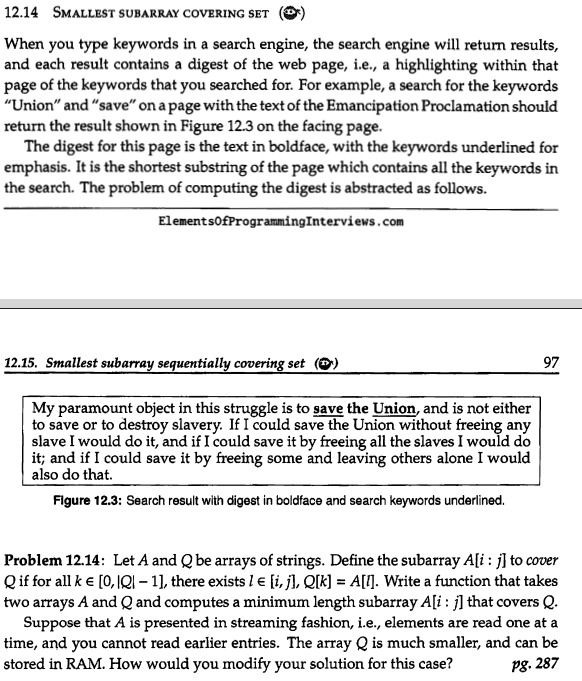 12.14 SMALLEST SUBARRAY COVERING SET
When you type keywords in a search engine, the search engine will return results,
and each result contains a digest of the web page, i.e., a highlighting within that
page of the keywords that you searched for. For example, a search for the keywords
"Union" and "save" on a page with the text of the Emancipation Proclamation should
return the result shown in Figure 12.3 on the facing page.
The digest for this page is the text in boldface, with the keywords underlined for
emphasis. It is the shortest substring of the page which contains all the keywords in
the search. The problem of computing the digest is abstracted as follows.
ElementsOfProgrammingInterviews.com
12.15. Smallest subarray sequentially covering set 97
My paramount object in this struggle is to save the Union, and is not either
to save or to destroy slavery. If I could save the Union without freeing any
slave I would do it, and if I could save it by freeing all the slaves I would do
it; and if I could save it by freeing some and leaving others alone I would
also do that.
Figure 12.3: Search result with digest in boldface and search keywords underlined.
Problem 12.14: Let A and Q be arrays of strings. Define the subarray A[i : j] to cover
Q if for all k ∈ [0, |Q| − 1], there exists l ∈ [i, j], Q[k] = A[l]. Write a function that takes
two arrays A and Q and computes a minimum length subarray A[i : j] that covers Q.
Suppose that A is presented in streaming fashion, i.e., elements are read one at a
time, and you cannot read earlier entries. The array Q is much smaller, and can be
stored in RAM. How would you modify your solution for this case? pg. 287